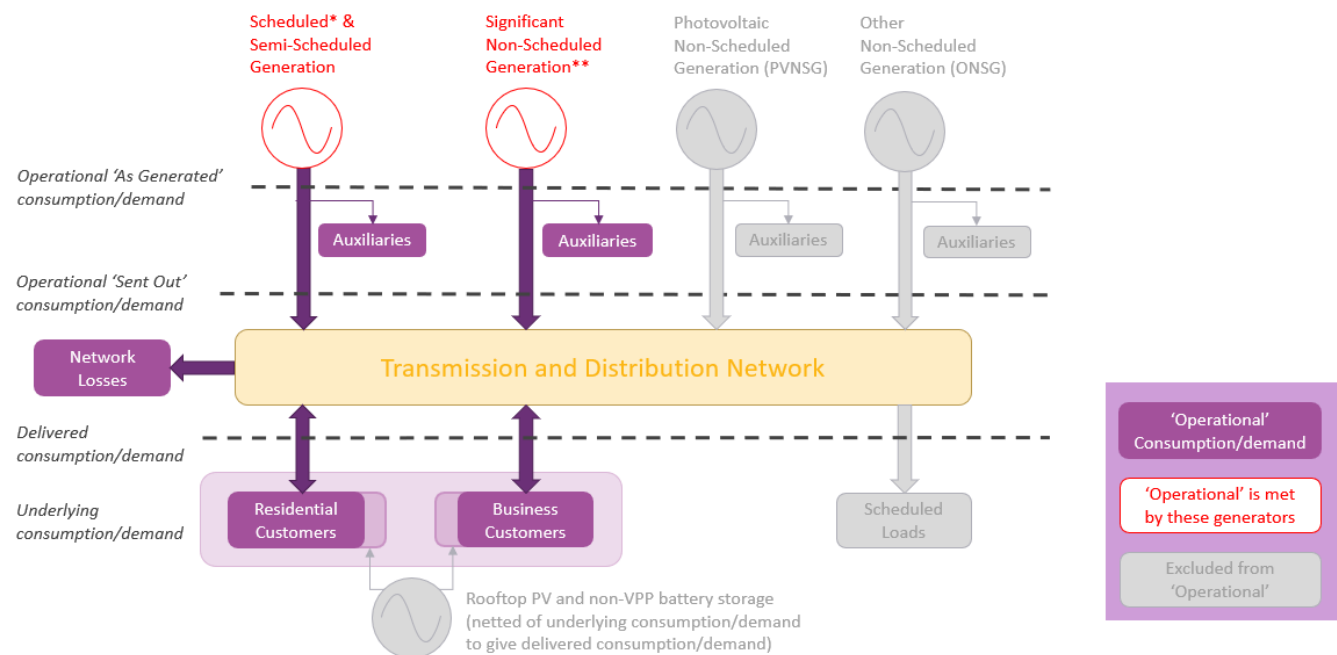 Scheduled* &
Semi-Scheduled
Generation
Significant
Non-Scheduled
Generation**
Photovoltaic
Non-Scheduled
Generation (PVNSG)
Other
Non-Scheduled
Generation (ONSG)
Operational ‘As Generated’
consumption/demand
Auxiliaries
Auxiliaries
Auxiliaries
Auxiliaries
Operational ‘Sent Out’
consumption/demand
Network
Losses
Transmission and Distribution Network
Delivered
consumption/demand
Underlying
consumption/demand
Residential
Customers
Business
Customers
Scheduled
Loads
Rooftop PV and non-VPP battery storage
(netted of underlying consumption/demand
to give delivered consumption/demand)
‘Operational’
Consumption/demand
‘Operational’ is met
by these generators
Excluded from
‘Operational’